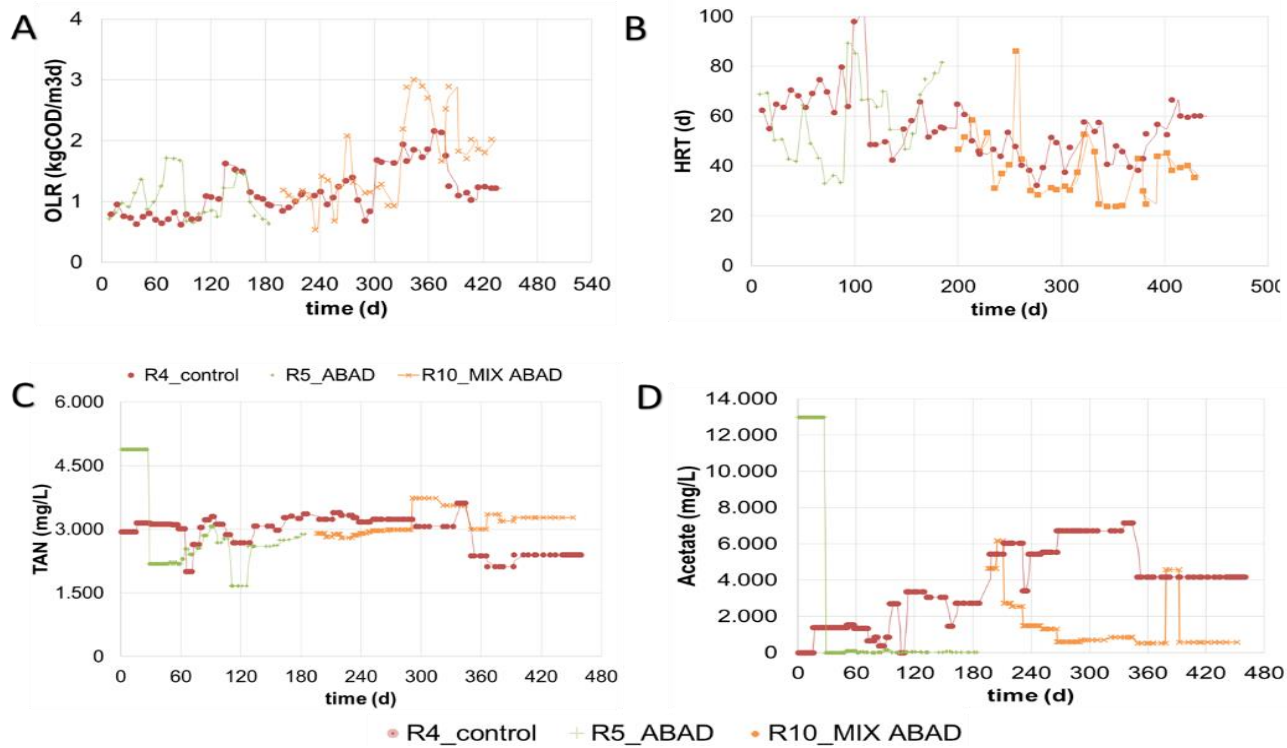 A
OLR (kgCOD/m3d)
4
3
2
1
0
0 60 120 180 240 300 360 420 480 540
time (d)
B
HRT (d)
100
80
60
40
20
0
0 100 200 300 400 500
time (d)
R4_control R5_ABAD R10_MIX ABAD
C
TAN (mg/L)
6.000
4.500
3.000
1.500
0
0 60 120 180 240 300 360 420 480
time (d)
D
Acetate (mg/L)
14.000
12.000
10.000
8.000
6.000
4.000
2.000
0
0 60 120 180 240 300 360 420 480
time (d)
R4_control R5_ABAD R10_MIX ABAD